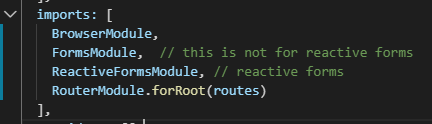 imports: [
BrowserModule,
FormsModule,  // this is not for reactive forms
ReactiveFormsModule, // reactive forms
RouterModule.forRoot(routes)
],